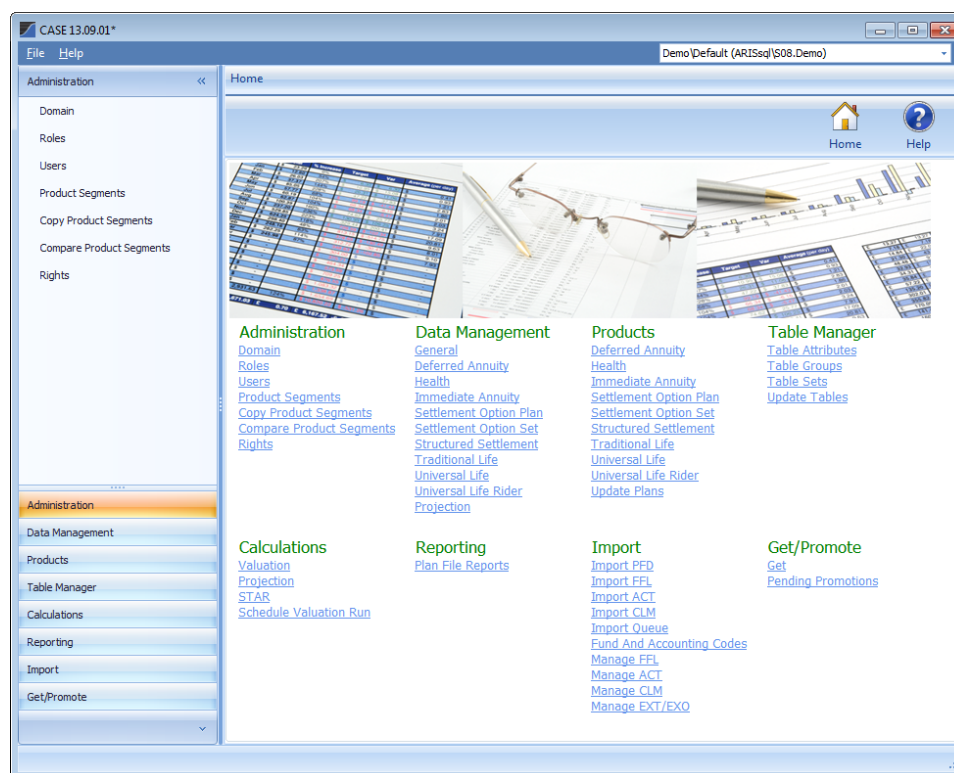 CASE 13.09.01*
File Help
Demo\Default (ARISsql\S08.Demo)
Administration
Home
Domain
Roles
Users
Product Segments
Copy Product Segments
Compare Product Segments
Rights
Home Help
Administration
Domain
Roles
Users
Product Segments
Copy Product Segments
Compare Product Segments
Rights
Data Management
General
Deferred Annuity
Health
Immediate Annuity
Settlement Option Plan
Settlement Option Set
Structured Settlement
Traditional Life
Universal Life
Universal Life Rider
Projection
Products
Deferred Annuity
Health
Immediate Annuity
Settlement Option Plan
Settlement Option Set
Structured Settlement
Traditional Life
Universal Life
Universal Life Rider
Update Plans
Table Manager
Table Attributes
Table Groups
Table Sets
Update Tables
Calculations
Valuation
Projection
STAR
Schedule Valuation Run
Reporting
Plan File Reports
Import
Import PFD
Import FFL
Import ACT
Import CLM
Import Queue
Fund And Accounting Codes
Manage FFL
Manage ACT
Manage CLM
Manage EXT/EXO
Get/Promote
Get
Pending Promotions
Administration
Data Management
Products
Table Manager
Calculations
Reporting
Import
Get/Promote